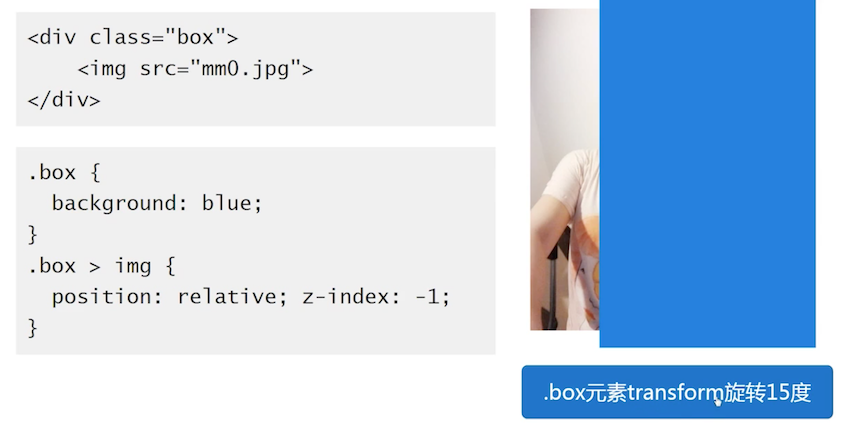 <div class="box">
    <img src="mm0.jpg">
</div>
.box {
  background: blue;
}
.box > img {
  position: relative; z-index: -1;
}
.box元素transform旋转15度